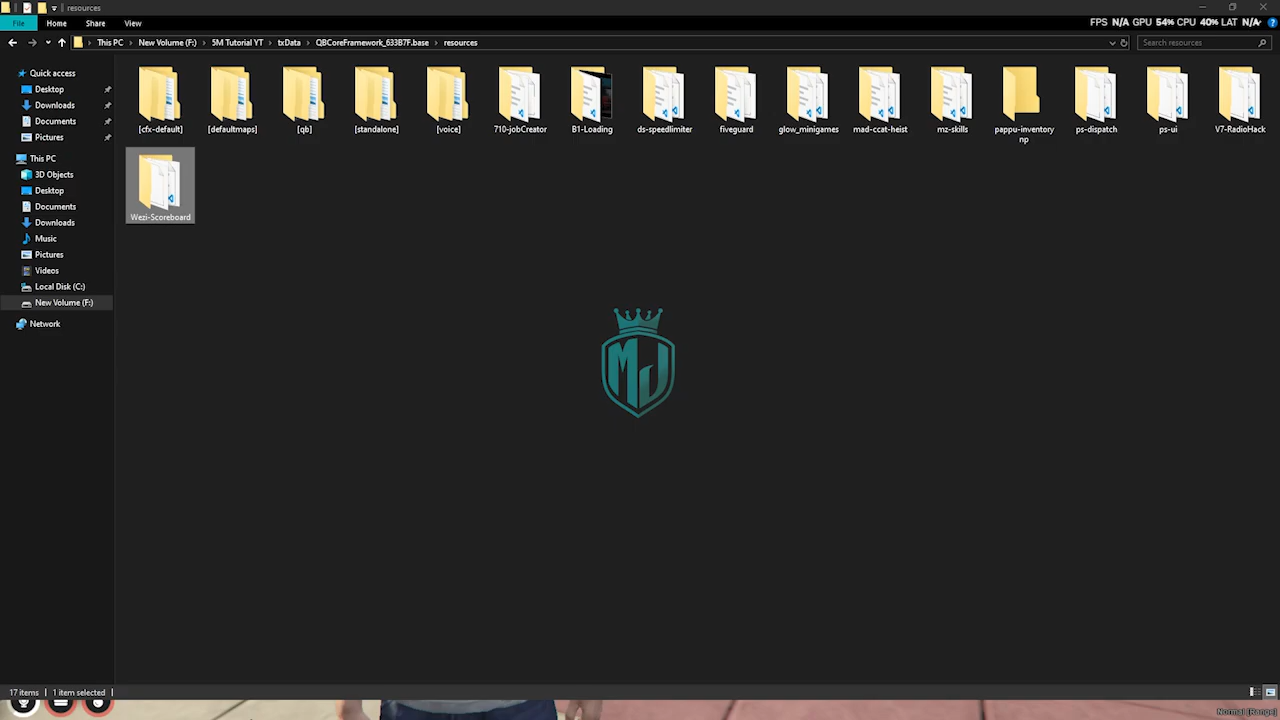 resources
File Home Share View
FPS N/A GPU 54% CPU 40% LAT N/A
This PC New Volume (F:) 5M Tutorial YT txData QBCoreFramework_633B7F.base resources
Search resources
Quick access
Desktop
Downloads
Documents
Pictures
This PC
3D Objects
Desktop
Documents
Downloads
Music
Pictures
Videos
Local Disk (C:)
New Volume (F:)
Network
[cfx-default] [defaultmaps] [qb] [standalone] [voice] 710-jobCreator B1-Loading ds-speedlimiter fiveguard glow_minigames mad-ccat-heist mz-skills pappu-inventory ps-dispatch ps-ui V7-RadioHack
np
Wezi-Scoreboard
MJ
17 items 1 item selected
Normal [Range]